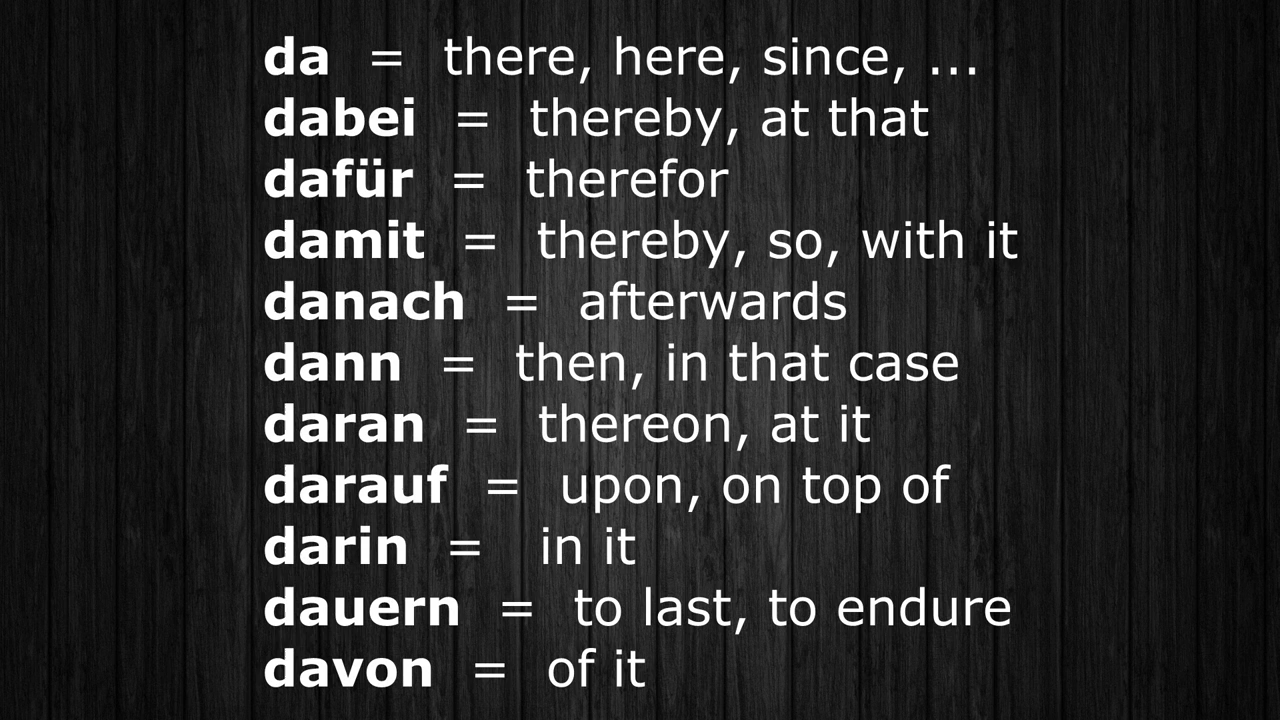 da = there, here, since, ...
dabei = thereby, at that
dafür = therefor
damit = thereby, so, with it
danach = afterwards
dann = then, in that case
daran = thereon, at it
darauf = upon, on top of
darin = in it
dauern = to last, to endure
davon = of it